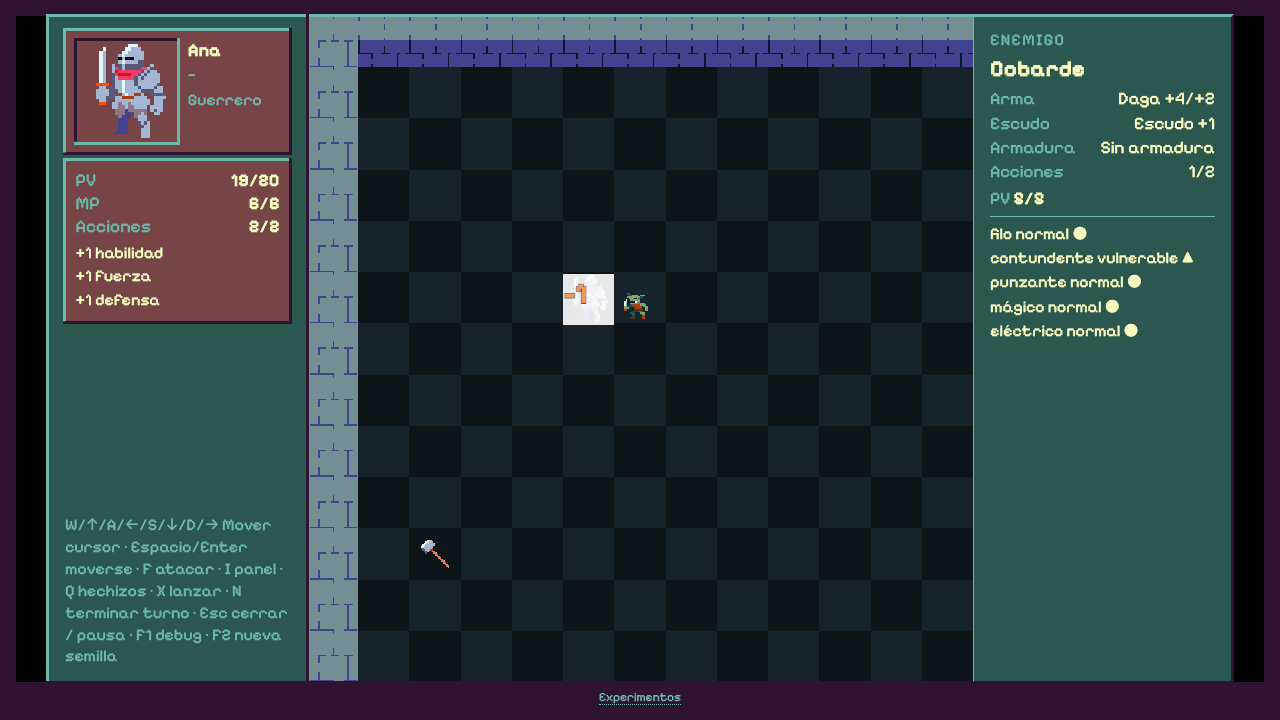 Ana
-
Guerrero
PV 19/20
MP 6/6
Acciones 2/2
+1 habilidad
+1 fuerza
+1 defensa
W/↑/A/←/S/↓/D/→ Mover
cursor · Espacio/Enter
moverse · F atacar · I panel ·
Q hechizos · X lanzar · N
terminar turno · Esc cerrar
/ pausa · F1 debug · F2 nueva
semilla
-1
ENEMIGO
Cobarde
Arma Daga +4/+2
Escudo Escudo +1
Armadura Sin armadura
Acciones 1/2
PV 8/8
filo normal
contundente vulnerable
punzante normal
mágico normal
eléctrico normal
Experimentos